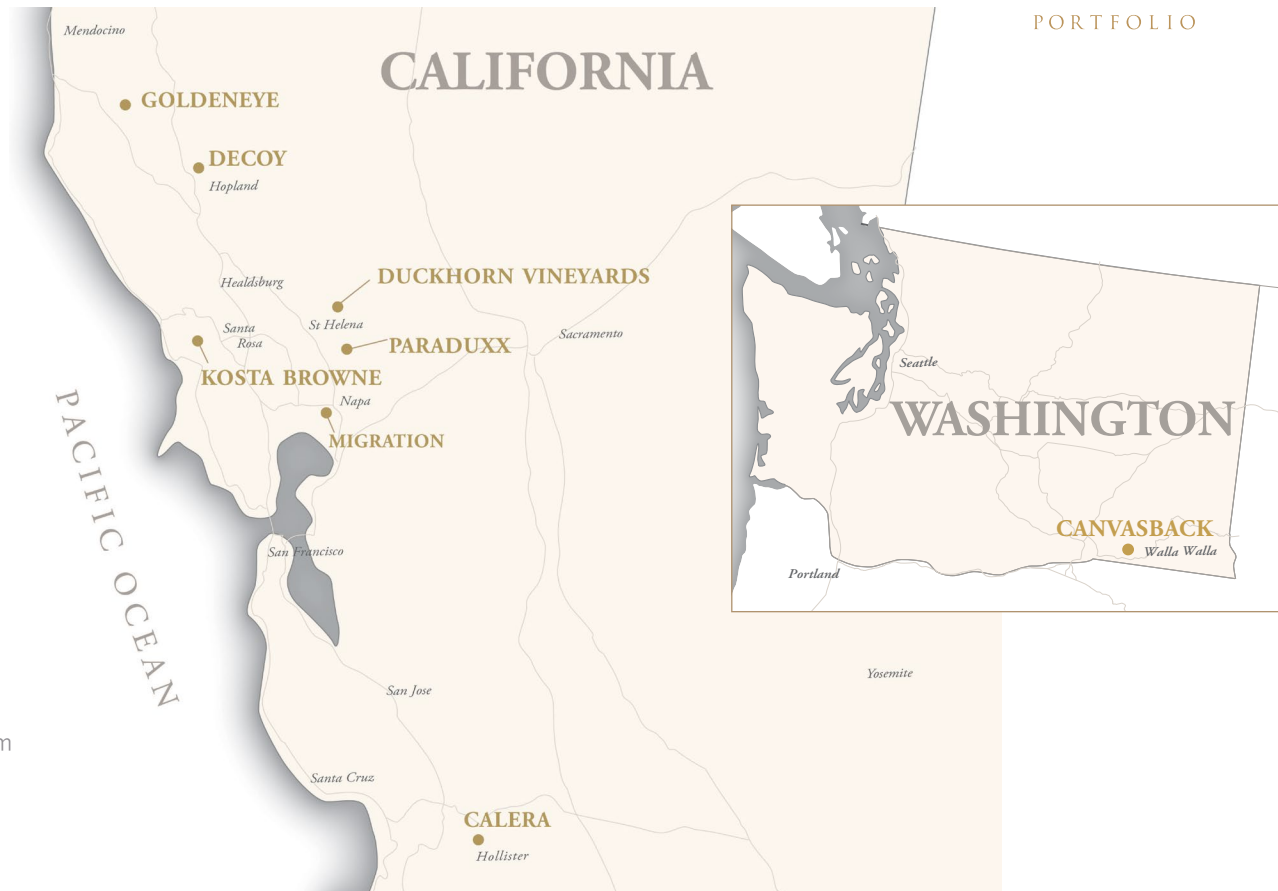 PORTFOLIO
Mendocino
CALIFORNIA
GOLDENEYE
DECOY
Hopland
DUCKHORN VINEYARDS
Healdsburg
St Helena
Santa
Rosa
Sacramento
PARADUXX
KOSTA BROWNE
Napa
MIGRATION
PACIFIC OCEAN
San Francisco
San Jose
Santa Cruz
CALERA
Hollister
Yosemite
Seattle
WASHINGTON
CANVASBACK
Walla Walla
Portland
m